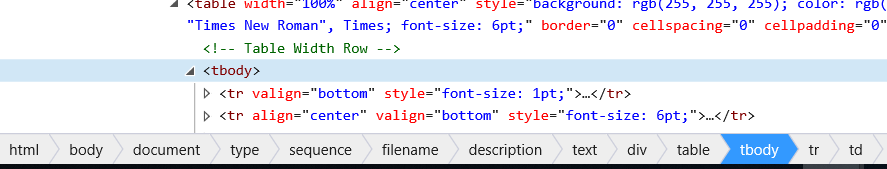 <table width="100%" align="center" style="background: rgb(255, 255, 255); color: rgb(
"Times New Roman", Times; font-size: 6pt;" border="0" cellspacing="0" cellpadding="0"
<!-- Table Width Row -->
<tbody>
<tr valign="bottom" style="font-size: 1pt;">…</tr>
<tr align="center" valign="bottom" style="font-size: 6pt;">…</tr>
html body document type sequence filename description text div table tbody tr td